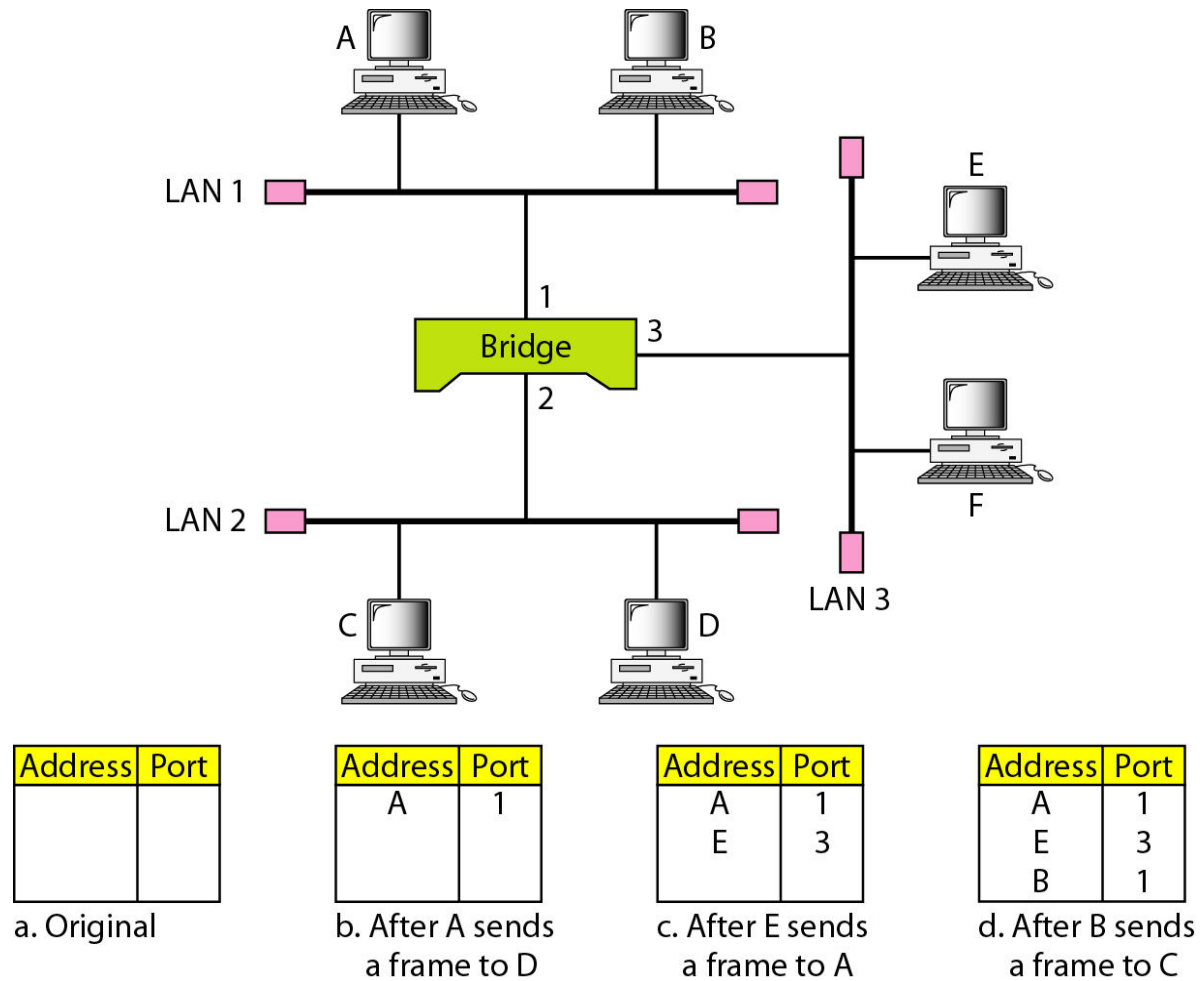 A
B
LAN 1
E
1
3
Bridge
2
F
LAN 2
LAN 3
C
D
Address Port
a. Original
Address Port
A 1
b. After A sends
a frame to D
Address Port
A 1
E 3
c. After E sends
a frame to A
Address Port
A 1
E 3
B 1
d. After B sends
a frame to C